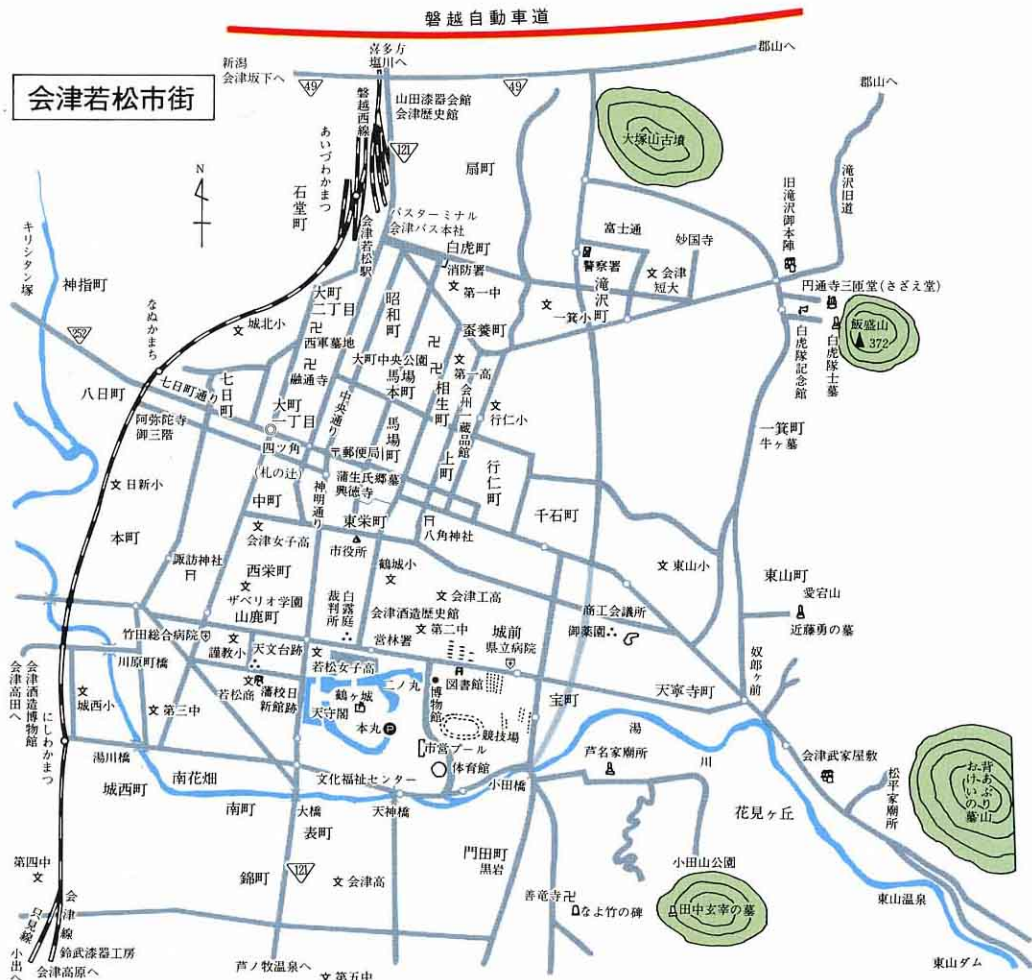 磐越自動車道
会津若松市街
喜多方
塩川へ
新潟
会津坂下へ
49
49
郡山へ
郡山へ
山田漆器会館
会津歴史館
磐越西線
121
あいづわかまつ
会津若松駅
石堂町
扇町
大塚山古墳
滝沢旧道
旧滝沢御本陣
N
キリシタン塚
神指町
バスターミナル
会津バス本社
白虎町
消防署
富士通
警察署
妙国寺
文会津
短大
滝沢町
円通寺三匝堂(さざえ堂)
飯盛山
372
白虎隊士墓
白虎隊記念館
なぬかまち
252
文城北小
大町
二丁目
昭和町
文第一中
蚕養町
文
一箕小
西軍墓地
融通寺
大町中央公園
馬場
本町
相生町
文
第一高
会州一蔵品館
文
行仁小
八日町
七日町通り
七日町
大町
一丁目
中央通り
馬場町
上町
行仁町
一箕町
牛ヶ墓
阿弥陀寺
御三階
四ツ角
(札の辻)
〒郵便局
蒲生氏郷墓
興徳寺
文日新小
中町
神明通り
東栄町
八角神社
千石町
本町
文
会津女子高
市役所
諏訪神社
西栄町
文
ザベリオ学園
鶴城小
文
文東山小
東山町
愛宕山
近藤勇の墓
山鹿町
裁判所
白露庭
文会津工高
会津酒造歴史館
商工会議所
御薬園
竹田総合病院
文
謹教小
天文台跡
営林署
文第二中
城前
県立病院
川原町橋
会津酒造博物館
会津高田へ
文
若松商
藩校日
新館跡
文
若松女子高
鶴ヶ城
天守閣
二ノ丸
本丸
P
博物館
図書館
宝町
天寧寺町
奴郎ヶ前
文
城西小
文第三中
にしわかまつ
競技場
市営プール
体育館
湯川
芦名家廟所
会津武家屋敷
松平家廟所
背あぶり山
おけいの墓
湯川橋
城西町
南花畑
文化福祉センター
小田橋
花見ヶ丘
南町
大橋
天神橋
表町
門田町
黒岩
小田山公園
第四中
文
121
錦町
文会津高
善竜寺
なよ竹の碑
田中玄宰の墓
東山温泉
会津線
只見線
小出へ
鈴武漆器工房
会津高原へ
芦ノ牧温泉へ
文第五中
東山ダム